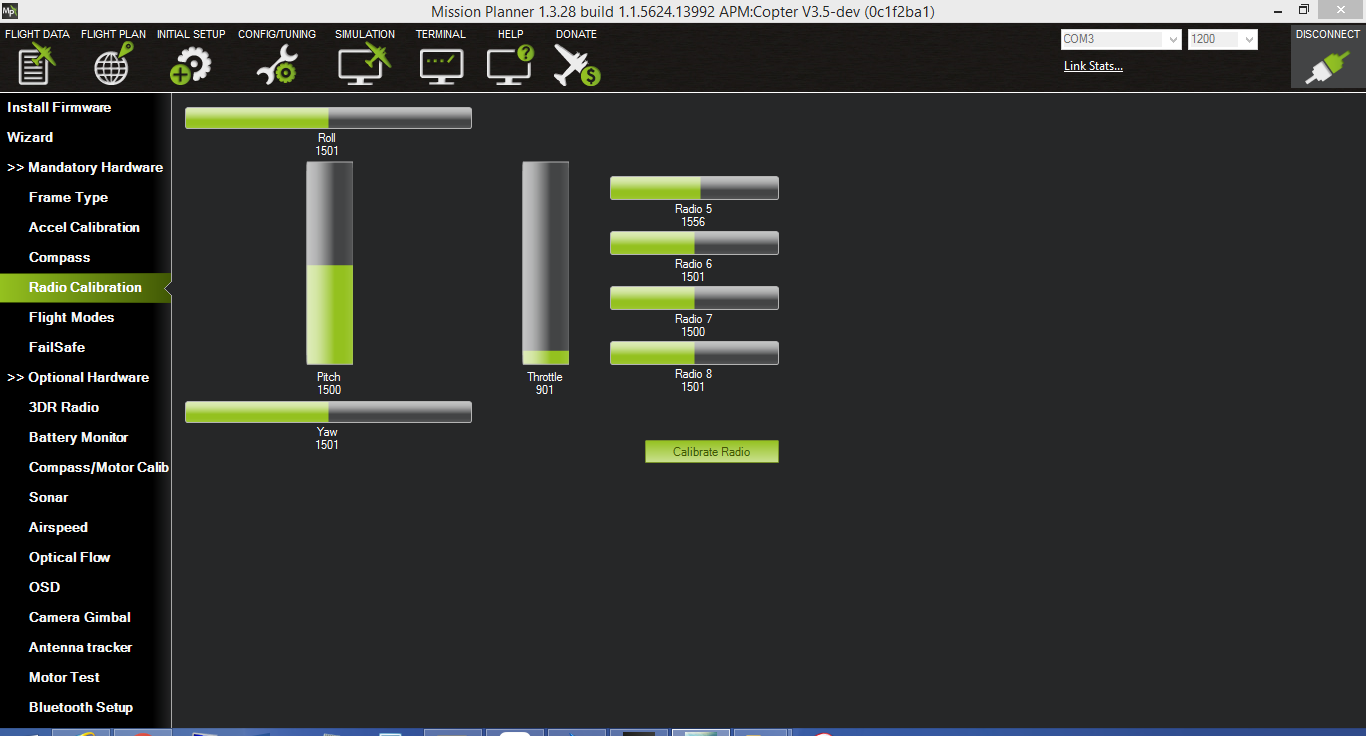 Mission Planner 1.3.28 build 1.1.5624.13992 APM:Copter V3.5-dev (0c1f2ba1)
FLIGHT DATA FLIGHT PLAN INITIAL SETUP CONFIG/TUNING SIMULATION TERMINAL HELP DONATE
COM3 1200 DISCONNECT
Link Stats...
Install Firmware
Wizard
>> Mandatory Hardware
Frame Type
Accel Calibration
Compass
Radio Calibration
Flight Modes
FailSafe
>> Optional Hardware
3DR Radio
Battery Monitor
Compass/Motor Calib
Sonar
Airspeed
Optical Flow
OSD
Camera Gimbal
Antenna tracker
Motor Test
Bluetooth Setup
Roll
1501
Pitch
1500
Throttle
901
Yaw
1501
Radio 5
1556
Radio 6
1501
Radio 7
1500
Radio 8
1501
Calibrate Radio